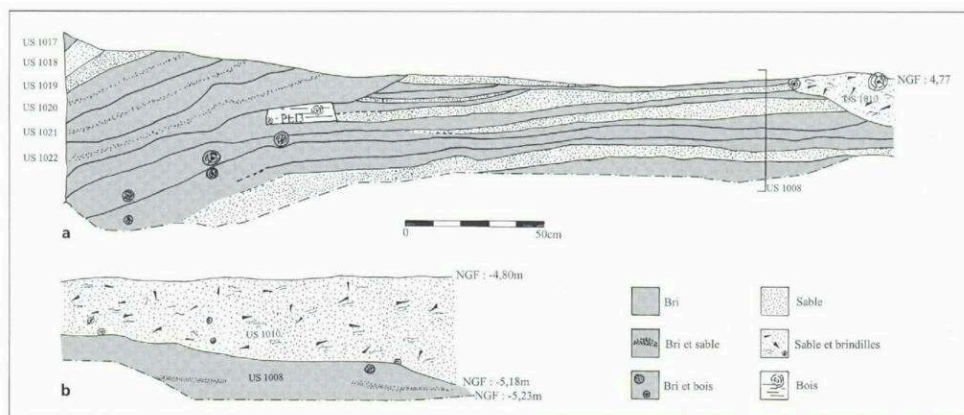 US 1017
US 1018
US 1019
US 1020
US 1021
US 1022
NGF : 4,77
US 1010
US 1008
a
0
50cm
NGF : -4,80m
US 1010
US 1008
NGF : -5,18m
NGF : -5,23m
b
Bri
Sable
Bri et sable
Sable et brindilles
Bri et bois
Bois